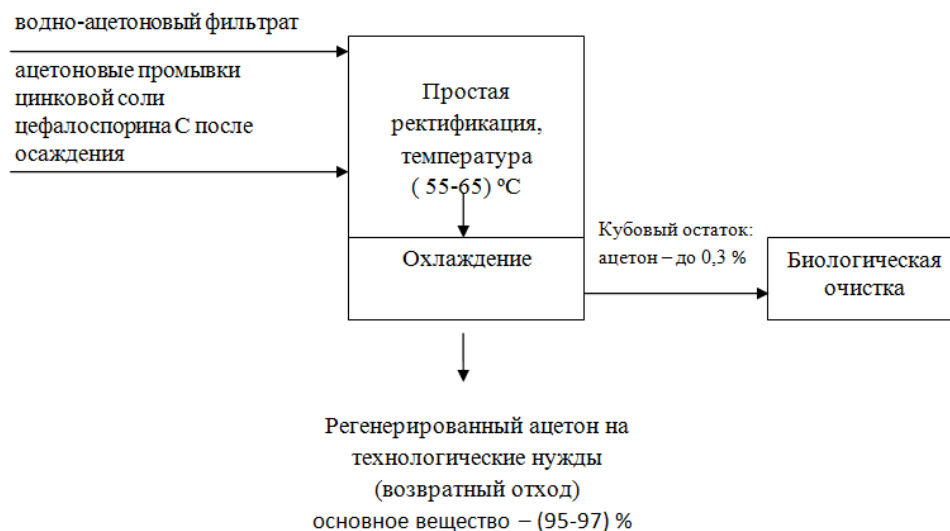 водно-ацетоновый фильтрат
ацетоновые промывки
цинковой соли
цефалоспорина С после
осаждения
Простая
ректификация,
температура
( 55-65) ºС
Охлаждение
Кубовый остаток:
ацетон – до 0,3 %
Биологическая
очистка
Регенерированный ацетон на
технологические нужды
(возвратный отход)
основное вещество – (95-97) %